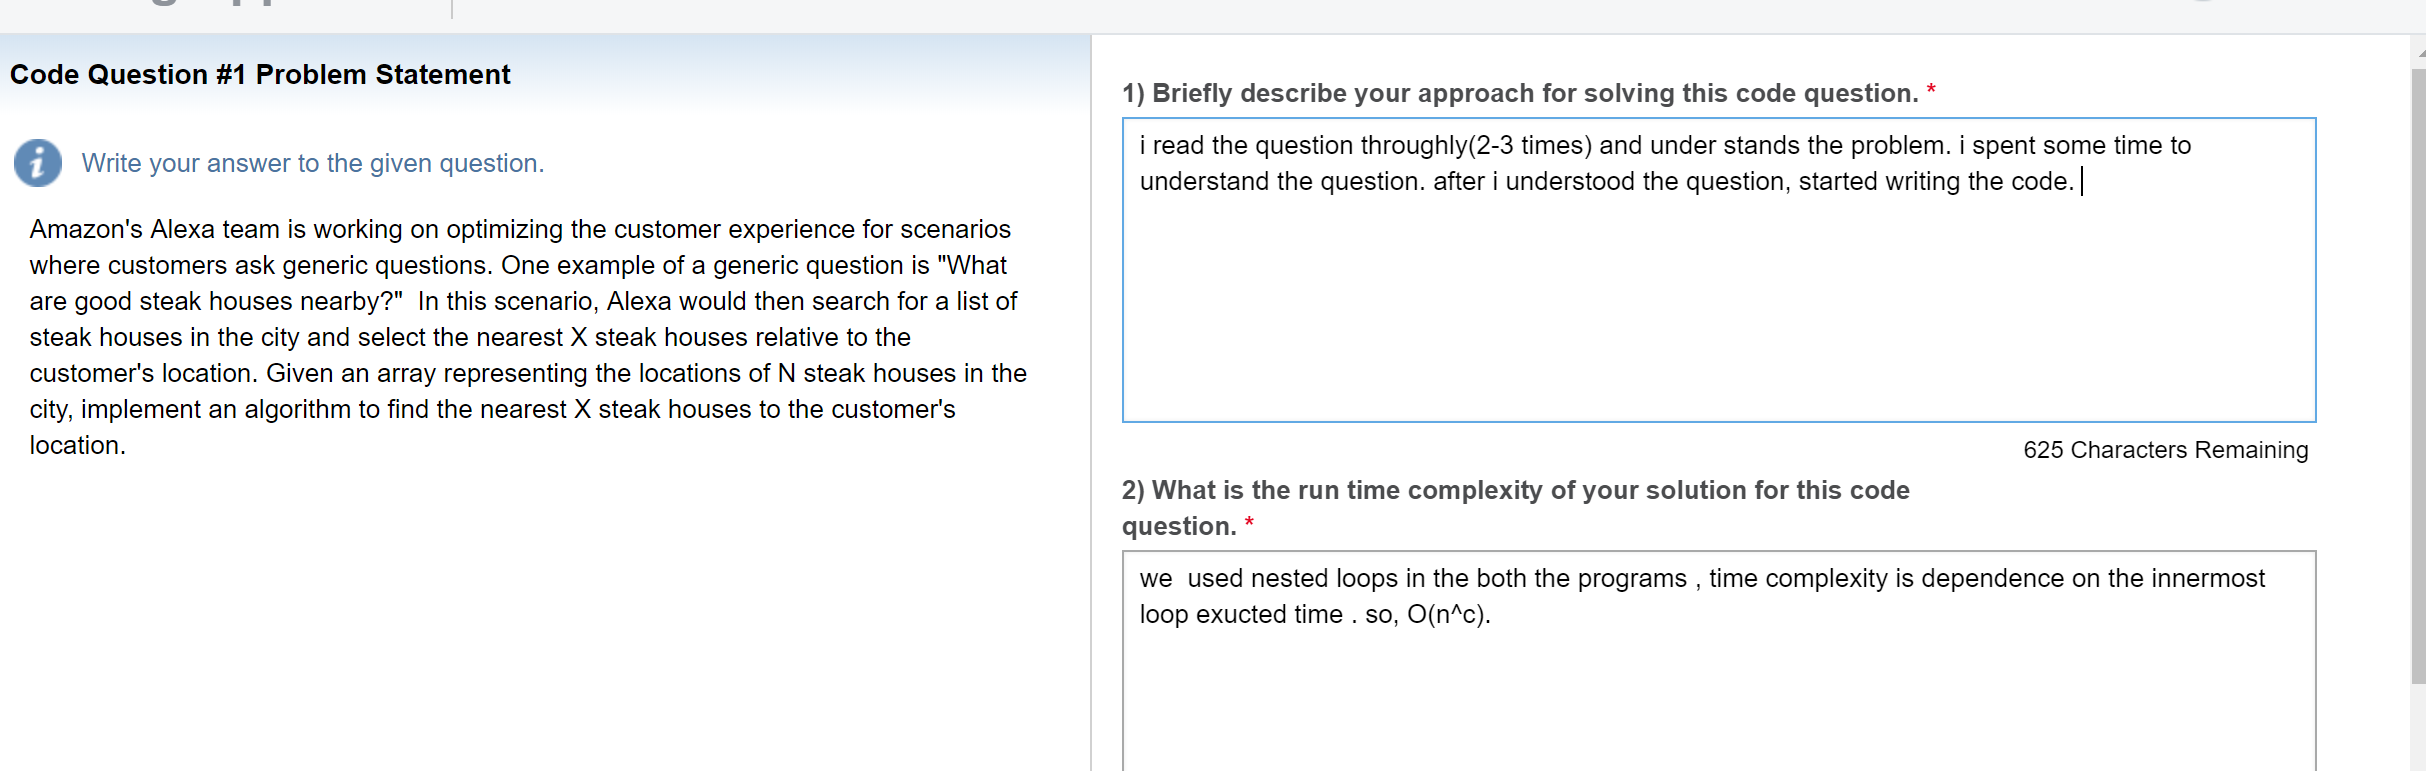 Code Question #1 Problem Statement
Write your answer to the given question.
Amazon's Alexa team is working on optimizing the customer experience for scenarios
where customers ask generic questions. One example of a generic question is "What
are good steak houses nearby?"  In this scenario, Alexa would then search for a list of
steak houses in the city and select the nearest X steak houses relative to the
customer's location. Given an array representing the locations of N steak houses in the
city, implement an algorithm to find the nearest X steak houses to the customer's
location.
1) Briefly describe your approach for solving this code question. *
i read the question throughly(2-3 times) and under stands the problem. i spent some time to
understand the question. after i understood the question, started writing the code.
625 Characters Remaining
2) What is the run time complexity of your solution for this code
question. *
we  used nested loops in the both the programs , time complexity is dependence on the innermost
loop exucted time . so, O(n^c).